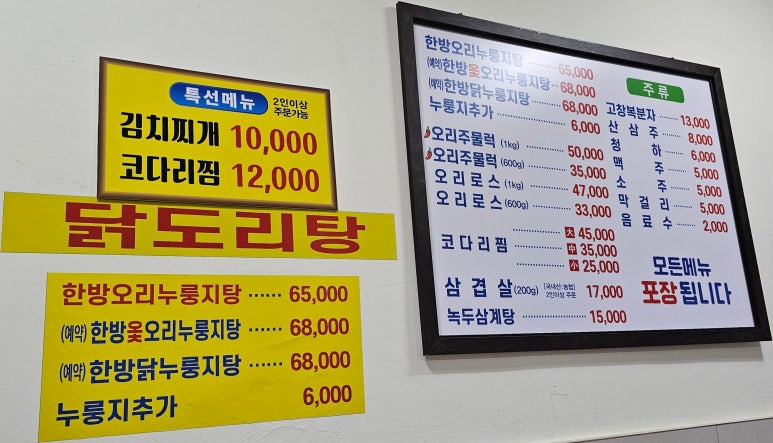 특선메뉴 2인이상 주문가능
김치찌개 10,000
코다리찜 12,000
닭도리탕
한방오리누룽지탕 ...... 65,000
(예약) 한방옻오리누룽지탕 ...... 68,000
(예약) 한방닭누룽지탕 ...... 68,000
누룽지추가 6,000
한방오리누룽지탕 65,000
(예약)한방옻오리누룽지탕 68,000
(예약)한방닭누룽지탕 68,000
누룽지추가 6,000
오리주물럭 (1kg) 50,000
오리주물럭 (600g) 35,000
오리로스 (1kg) 47,000
오리로스 (600g) 33,000
코다리찜 大 45,000
中 35,000
小 25,000
삼겹살 (200g) [국내산:농협] 2인이상 주문 17,000
녹두삼계탕 15,000
주류
고창복분자 13,000
산삼주 8,000
청하 6,000
맥주 5,000
소주 5,000
막걸리 5,000
음료수 2,000
모든메뉴
포장됩니다